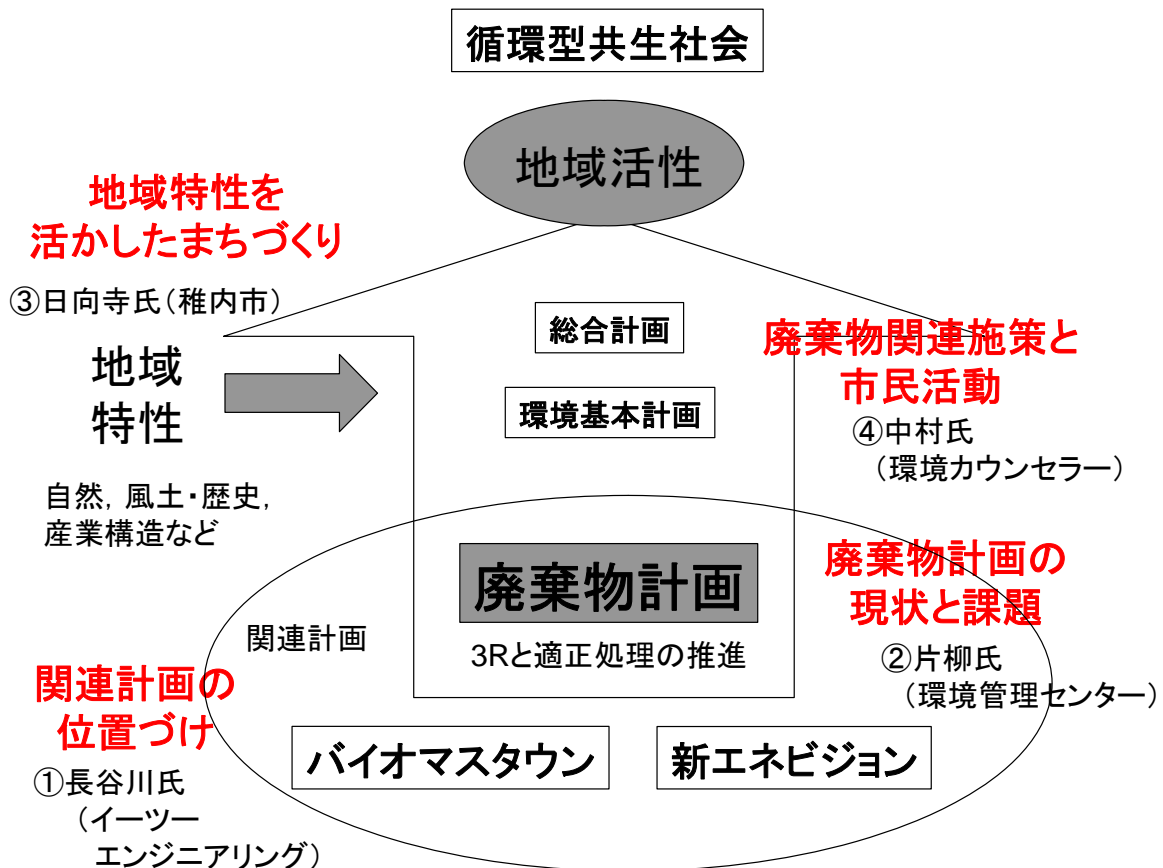 循環型共生社会
地域活性
地域特性を
活かしたまちづくり
③日向寺氏（稚内市）
地域
特性
自然，風土・歴史，
産業構造など
総合計画
環境基本計画
廃棄物関連施策と
市民活動
④中村氏
（環境カウンセラー）
廃棄物計画
3Rと適正処理の推進
関連計画
廃棄物計画の
現状と課題
②片柳氏
（環境管理センター）
関連計画の
位置づけ
①長谷川氏
（イーツー
エンジニアリング）
バイオマスタウン
新エネビジョン